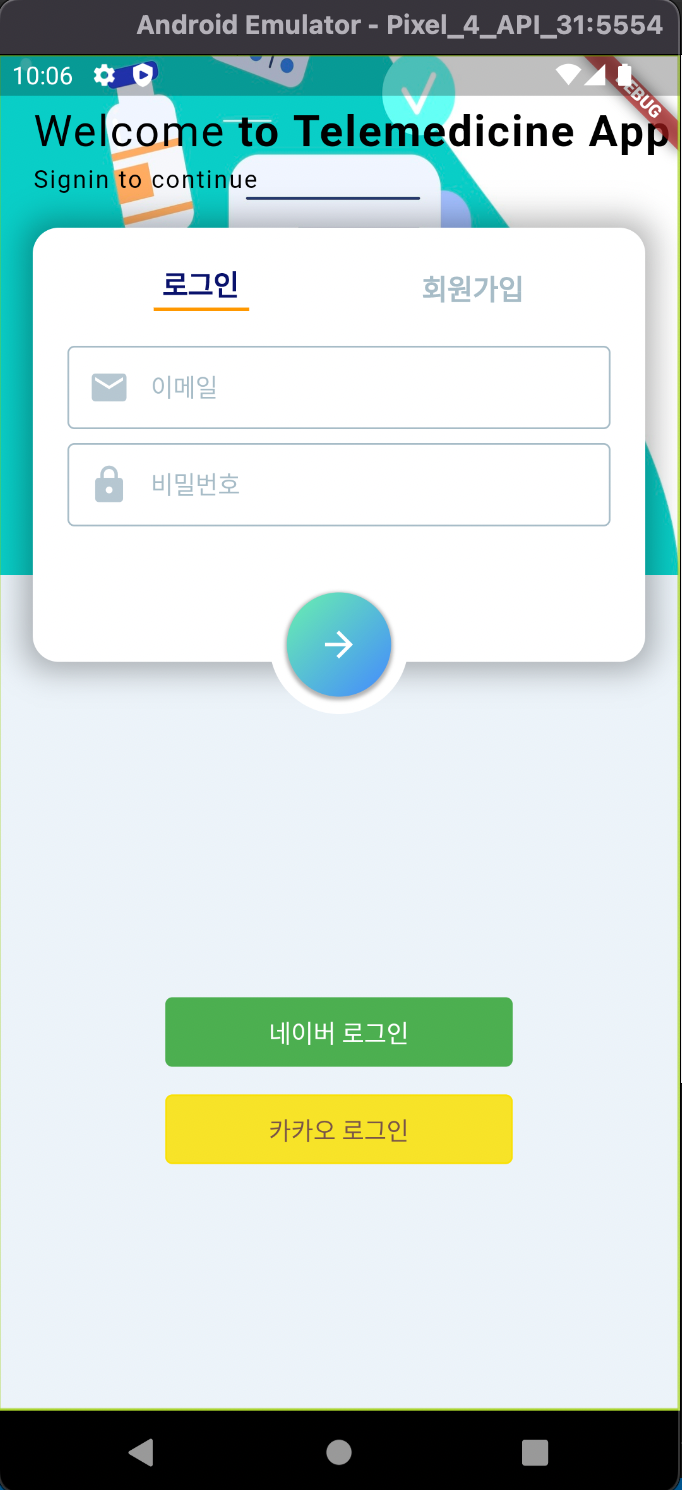 Android Emulator - Pixel_4_API_31:5554
10:06
DEBUG
Welcome to Telemedicine App
Signin to continue
로그인 회원가입
이메일
비밀번호
네이버 로그인
카카오 로그인